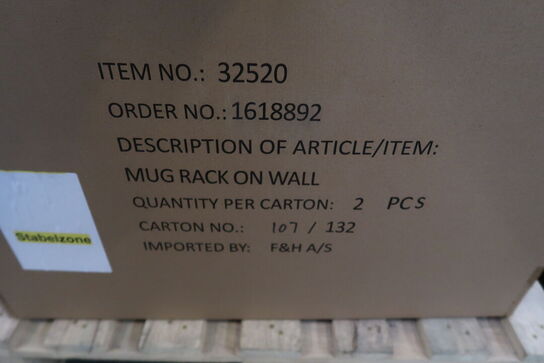 ITEM NO.: 32520
ORDER NO.: 1618892
DESCRIPTION OF ARTICLE/ITEM:
MUG RACK ON WALL
QUANTITY PER CARTON: 2 PCS
CARTON NO.: 107 / 132
IMPORTED BY: F&H A/S
Stabelzone